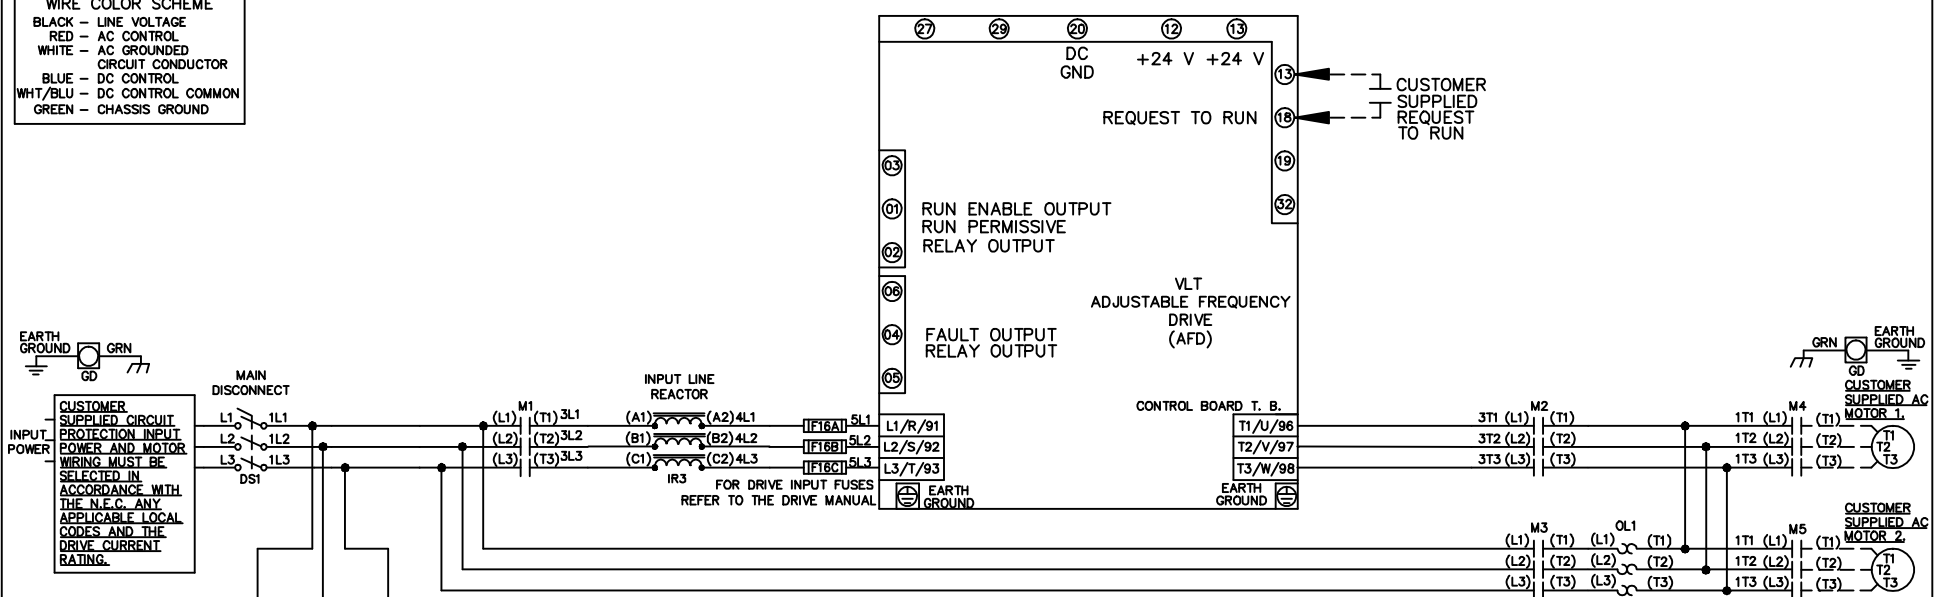 WIRE COLOR SCHEME
BLACK – LINE VOLTAGE
RED – AC CONTROL
WHITE – AC GROUNDED
CIRCUIT CONDUCTOR
BLUE – DC CONTROL
WHT/BLU – DC CONTROL COMMON
GREEN – CHASSIS GROUND
27 29 20 12 13
DC
GND
+24 V +24 V
13
REQUEST TO RUN 18
19
32
CUSTOMER
SUPPLIED
REQUEST
TO RUN
03
01
02
RUN ENABLE OUTPUT
RUN PERMISSIVE
RELAY OUTPUT
06
04
05
FAULT OUTPUT
RELAY OUTPUT
VLT
ADJUSTABLE FREQUENCY
DRIVE
(AFD)
EARTH
GROUND
GRN
GD
MAIN
DISCONNECT
INPUT
POWER
CUSTOMER
SUPPLIED CIRCUIT
PROTECTION INPUT
POWER AND MOTOR
WIRING MUST BE
SELECTED IN
ACCORDANCE WITH
THE N.E.C. ANY
APPLICABLE LOCAL
CODES AND THE
DRIVE CURRENT
RATING.
L1 1L1
L2 1L2
L3 1L3
DS1
M1
(L1) (T1) 3L1
(L2) (T2) 3L2
(L3) (T3) 3L3
INPUT LINE
REACTOR
(A1) (A2) 4L1
(B1) (B2) 4L2
(C1) (C2) 4L3
IR3
F16A 5L1
F16B 5L2
F16C 5L3
FOR DRIVE INPUT FUSES
REFER TO THE DRIVE MANUAL
L1/R/91
L2/S/92
L3/T/93
EARTH
GROUND
CONTROL BOARD T. B.
T1/U/96
T2/V/97
T3/W/98
EARTH
GROUND
M2
3T1 (L1) (T1)
3T2 (L2) (T2)
3T3 (L3) (T3)
M4
1T1 (L1) (T1)
1T2 (L2) (T2)
1T3 (L3) (T3)
GRN
GD
EARTH
GROUND
CUSTOMER
SUPPLIED AC
MOTOR 1.
T1
T2
T3
M3
(L1) (T1)
(L2) (T2)
(L3) (T3)
OL1
(L1) (T1)
(L2) (T2)
(L3) (T3)
M5
1T1 (L1) (T1)
1T2 (L2) (T2)
1T3 (L3) (T3)
CUSTOMER
SUPPLIED AC
MOTOR 2.
T1
T2
T3